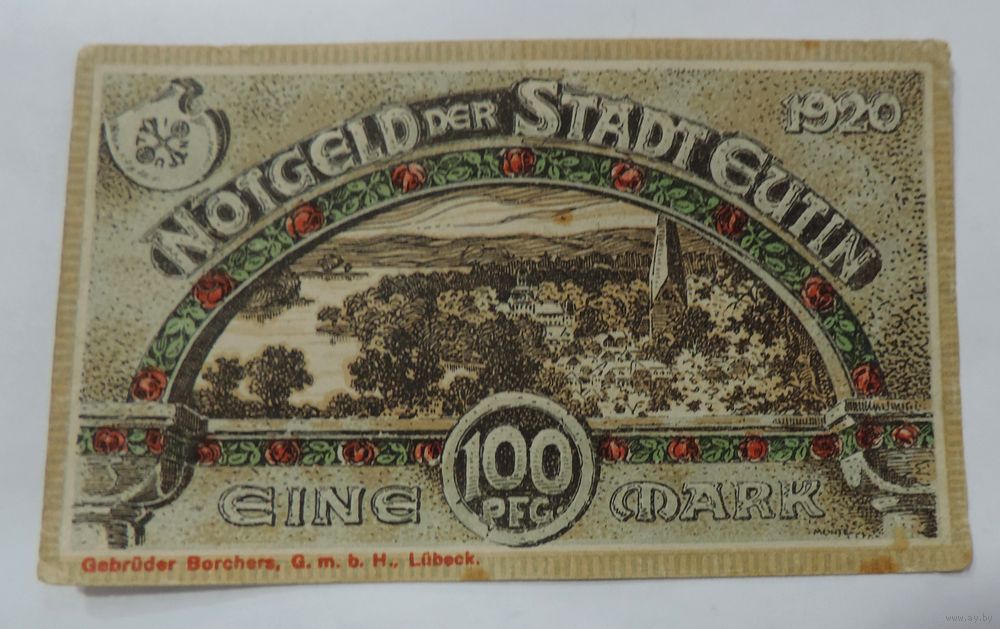 NOTGELD DER STADT EUTIN
1920
100
PFG.
EINE MARK
Gebrüder Borchers, G. m. b. H., Lübeck.
www.ay.by